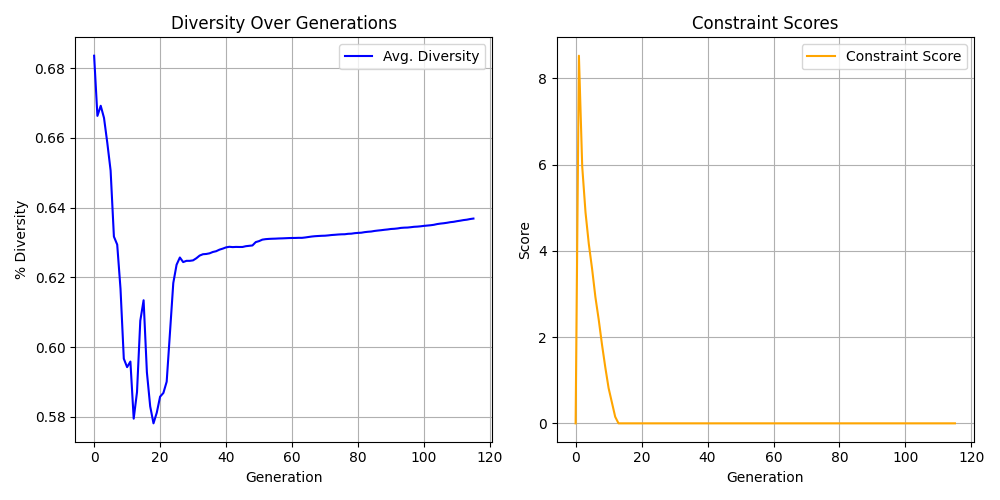 Diversity Over Generations
Avg. Diversity
% Diversity
0.68
0.66
0.64
0.62
0.60
0.58
0 20 40 60 80 100 120
Generation
Constraint Scores
Constraint Score
Score
8
6
4
2
0
0 20 40 60 80 100 120
Generation